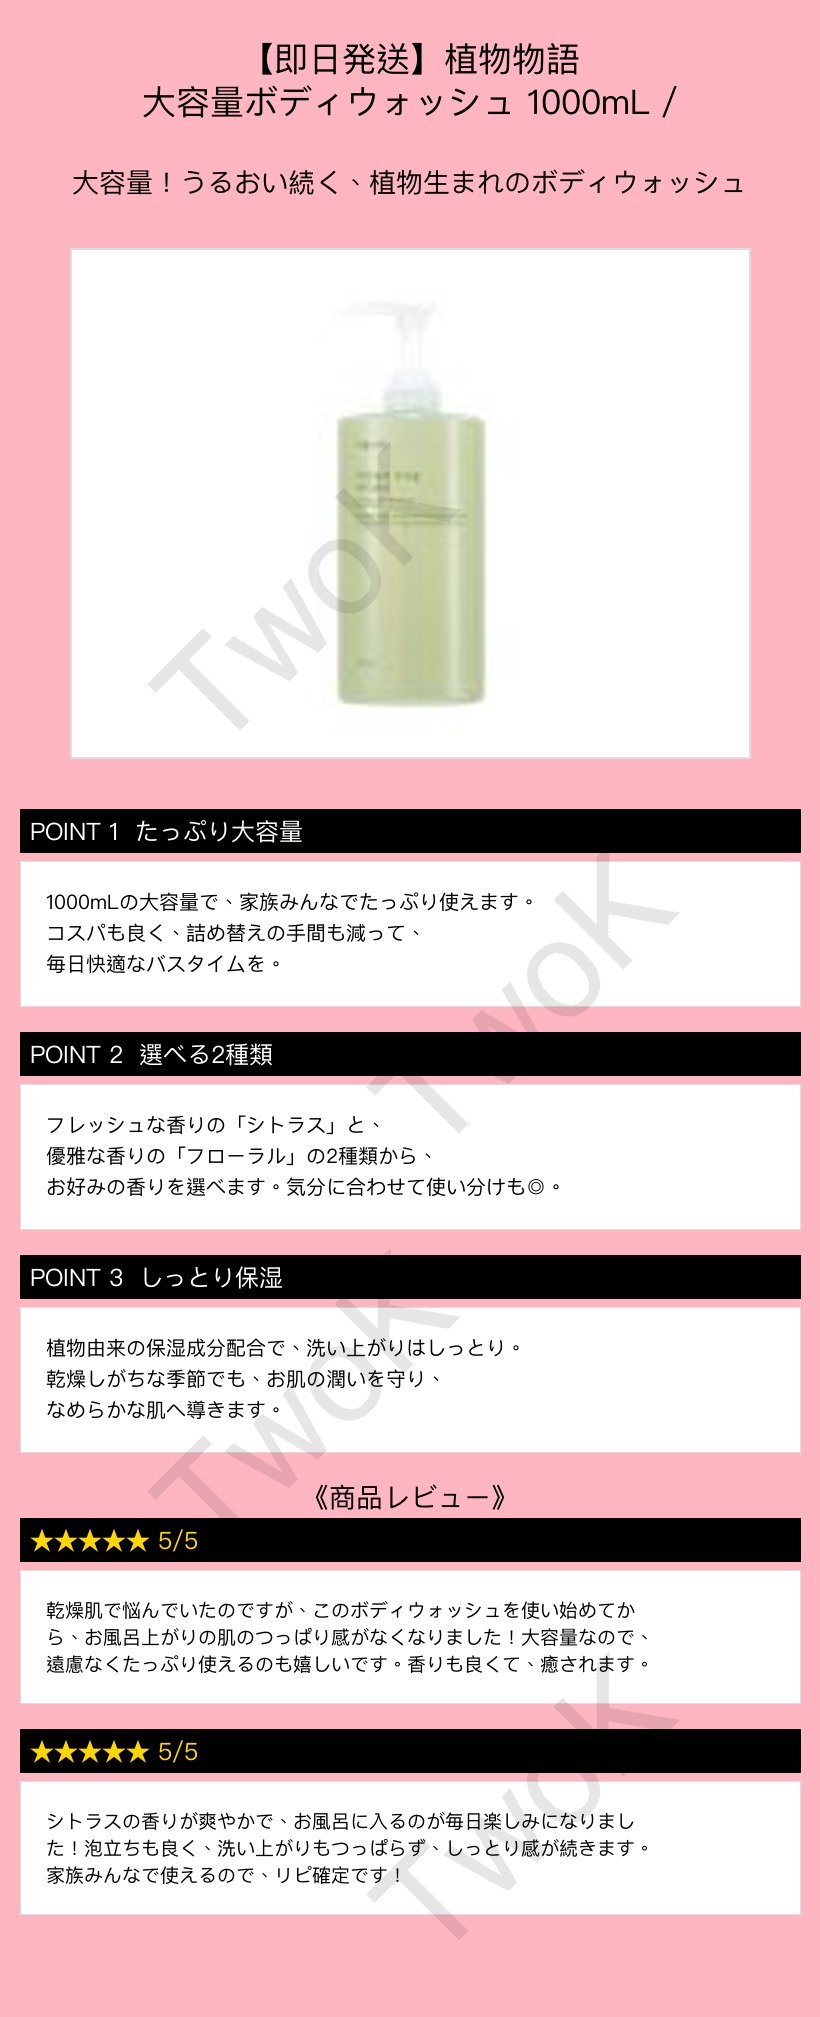 【即日発送】植物物語
大容量ボディウォッシュ 1000mL /
大容量！うるおい続く、植物生まれのボディウォッシュ
TwoK
POINT 1 たっぷり大容量
1000mLの大容量で、家族みんなでたっぷり使えます。
コスパも良く、詰め替えの手間も減って、
毎日快適なバスタイムを。
TwoK
POINT 2 選べる2種類
フレッシュな香りの「シトラス」と、
優雅な香りの「フローラル」の2種類から、
お好みの香りを選べます。気分に合わせて使い分けも◎。
POINT 3 しっとり保湿
植物由来の保湿成分配合で、洗い上がりはしっとり。
乾燥しがちな季節でも、お肌の潤いを守り、
なめらかな肌へ導きます。
TwoK
《商品レビュー》
★★★★★ 5/5
乾燥肌で悩んでいたのですが、このボディウォッシュを使い始めてか
ら、お風呂上がりの肌のつっぱり感がなくなりました！大容量なので、
遠慮なくたっぷり使えるのも嬉しいです。香りも良くて、癒されます。
TwoK
★★★★★ 5/5
シトラスの香りが爽やかで、お風呂に入るのが毎日楽しみになりまし
た！泡立ちも良く、洗い上がりもつっぱらず、しっとり感が続きます。
家族みんなで使えるので、リピ確定です！